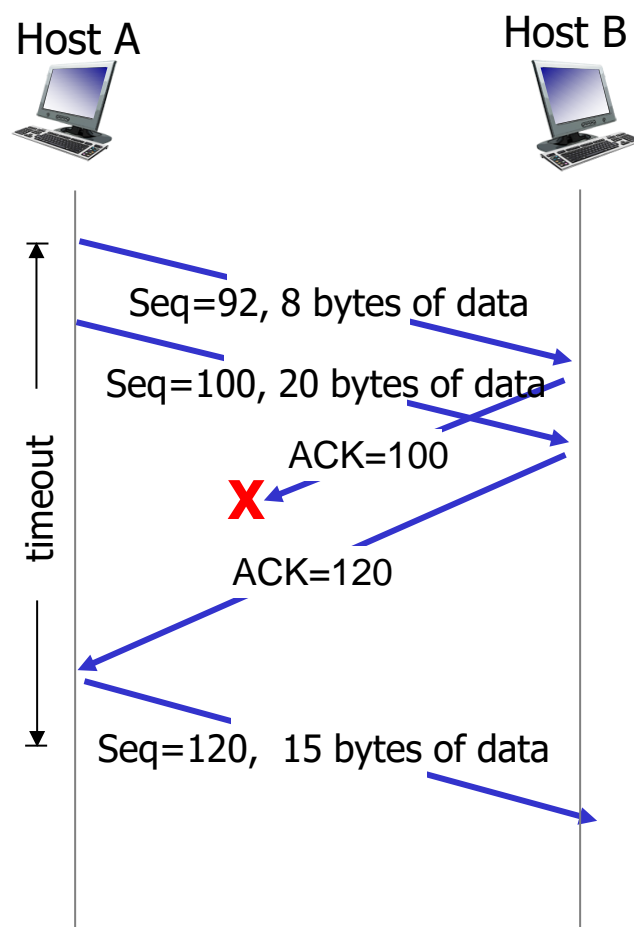 Host A
Host B
Seq=92, 8 bytes of data
Seq=100, 20 bytes of data
ACK=100
X
timeout
ACK=120
Seq=120,  15 bytes of data